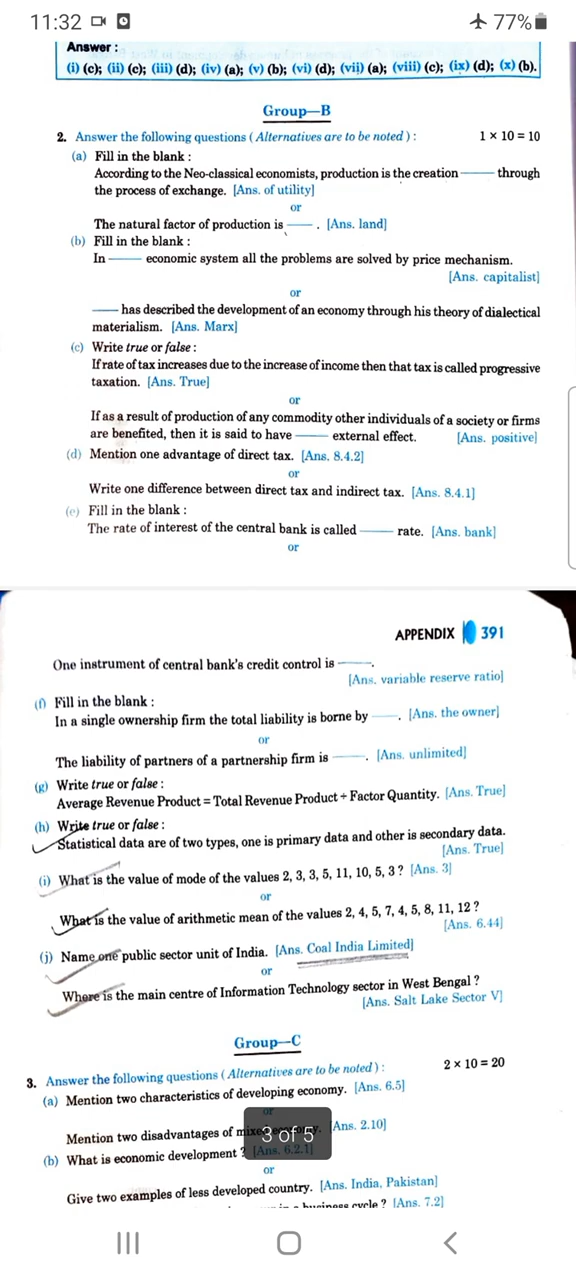 11:32
77%
Answer :
(i) (c); (ii) (c); (iii) (d); (iv) (a); (v) (b); (vi) (d); (vii) (a); (viii) (c); (ix) (d); (x) (b).
Group—B
2. Answer the following questions ( Alternatives are to be noted ) : 1 × 10 = 10
(a) Fill in the blank :
According to the Neo-classical economists, production is the creation —— through
the process of exchange. [Ans. of utility]
or
The natural factor of production is —— . [Ans. land]
(b) Fill in the blank :
In —— economic system all the problems are solved by price mechanism.
[Ans. capitalist]
or
—— has described the development of an economy through his theory of dialectical
materialism. [Ans. Marx]
(c) Write true or false :
If rate of tax increases due to the increase of income then that tax is called progressive
taxation. [Ans. True]
or
If as a result of production of any commodity other individuals of a society or firms
are benefited, then it is said to have —— external effect. [Ans. positive]
(d) Mention one advantage of direct tax. [Ans. 8.4.2]
or
Write one difference between direct tax and indirect tax. [Ans. 8.4.1]
(e) Fill in the blank :
The rate of interest of the central bank is called —— rate. [Ans. bank]
or
APPENDIX 391
One instrument of central bank's credit control is ——.
[Ans. variable reserve ratio]
(f) Fill in the blank :
In a single ownership firm the total liability is borne by —— . [Ans. the owner]
or
The liability of partners of a partnership firm is —— . [Ans. unlimited]
(g) Write true or false :
Average Revenue Product = Total Revenue Product ÷ Factor Quantity. [Ans. True]
(h) Write true or false :
Statistical data are of two types, one is primary data and other is secondary data.
[Ans. True]
(i) What is the value of mode of the values 2, 3, 3, 5, 11, 10, 5, 3 ? [Ans. 3]
or
What is the value of arithmetic mean of the values 2, 4, 5, 7, 4, 5, 8, 11, 12 ?
[Ans. 6.44]
(j) Name one public sector unit of India. [Ans. Coal India Limited]
or
Where is the main centre of Information Technology sector in West Bengal ?
[Ans. Salt Lake Sector V]
Group—C
3. Answer the following questions ( Alternatives are to be noted ) : 2 × 10 = 20
(a) Mention two characteristics of developing economy. [Ans. 6.5]
or
Mention two disadvantages of mixed economy. [Ans. 2.10]
3 of 5
(b) What is economic development ? [Ans. 6.2.1]
or
Give two examples of less developed country. [Ans. India, Pakistan]
business cycle ? [Ans. 7.2]